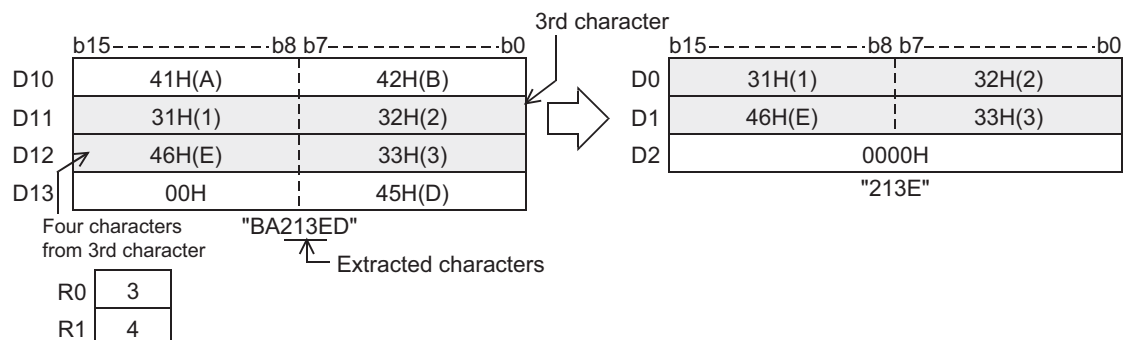 3rd character
b15 b8 b7 b0
D10 41H(A) 42H(B)
D11 31H(1) 32H(2)
D12 46H(E) 33H(3)
D13 00H 45H(D)
"BA213ED"
Four characters
from 3rd character
Extracted characters
R0 3
R1 4
b15 b8 b7 b0
D0 31H(1) 32H(2)
D1 46H(E) 33H(3)
D2 0000H
"213E"